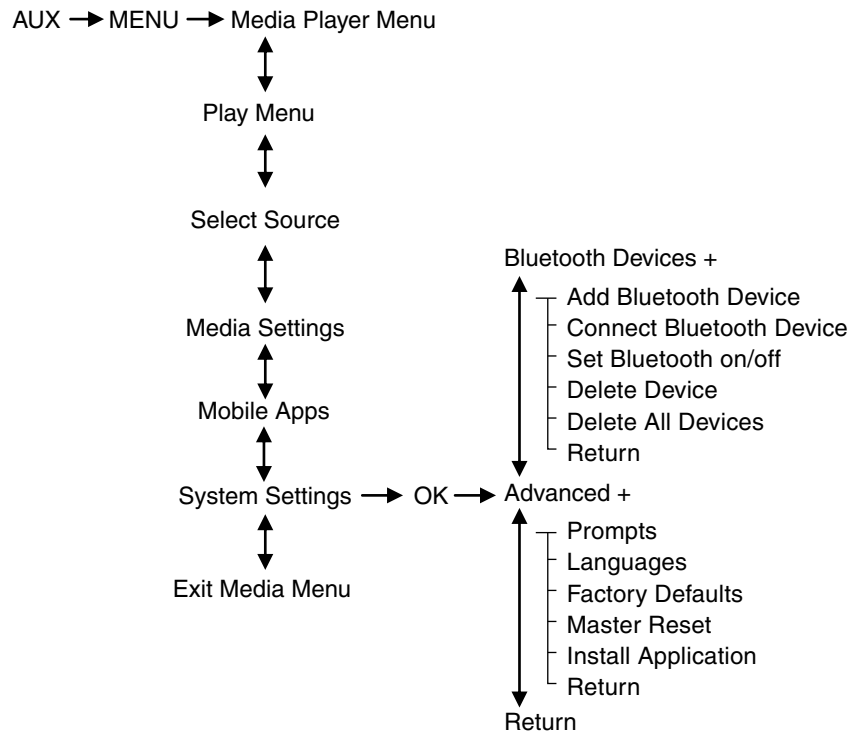 AUX → MENU → Media Player Menu
Play Menu
Select Source
Media Settings
Mobile Apps
System Settings → OK → Advanced +
Exit Media Menu
Bluetooth Devices +
Add Bluetooth Device
Connect Bluetooth Device
Set Bluetooth on/off
Delete Device
Delete All Devices
Return
Prompts
Languages
Factory Defaults
Master Reset
Install Application
Return
Return